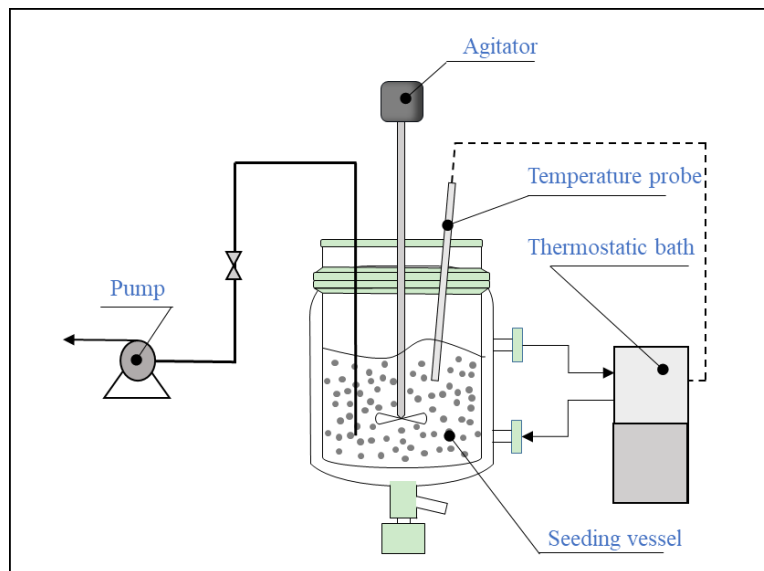 Agitator
Temperature probe
Thermostatic bath
Pump
Seeding vessel